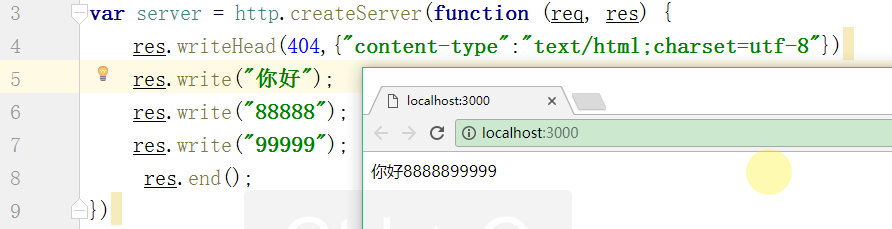 3 var server = http.createServer(function (req, res) {
4 res.writeHead(404,{"content-type":"text/html;charset=utf-8"})
5 res.write("你好");
6 res.write("88888");
7 res.write("99999");
8 res.end();
9 })
localhost:3000
localhost:3000
你好8888899999